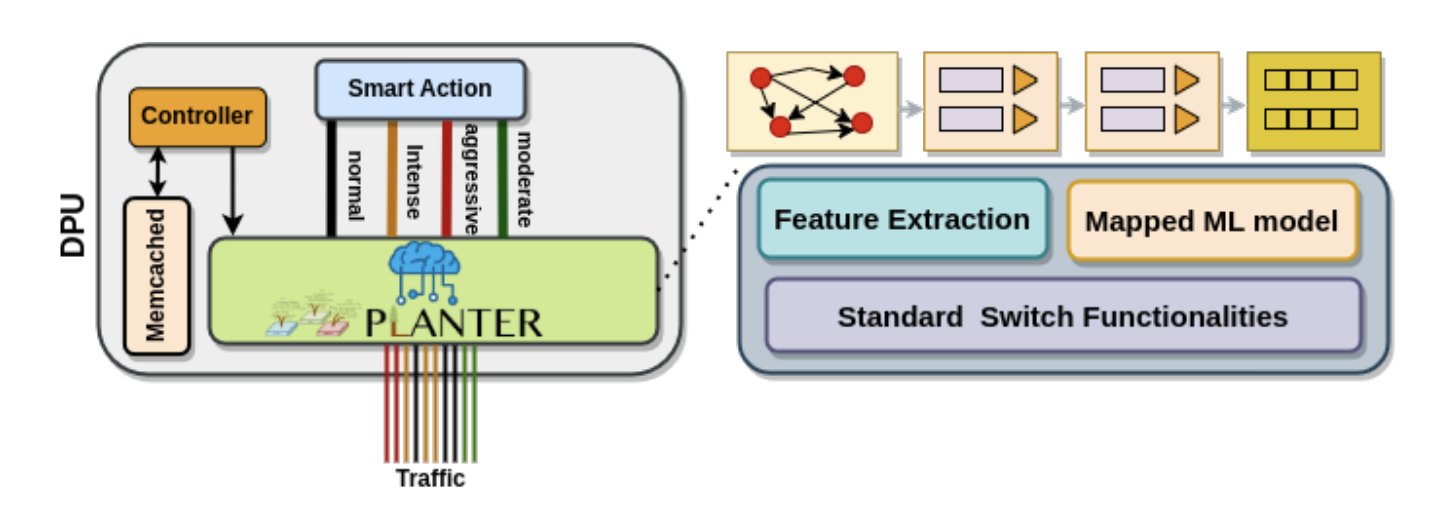 DPU
Controller
Memcached
Smart Action
normal
Intense
aggressive
moderate
PLANTER
Traffic
Feature Extraction
Mapped ML model
Standard Switch Functionalities